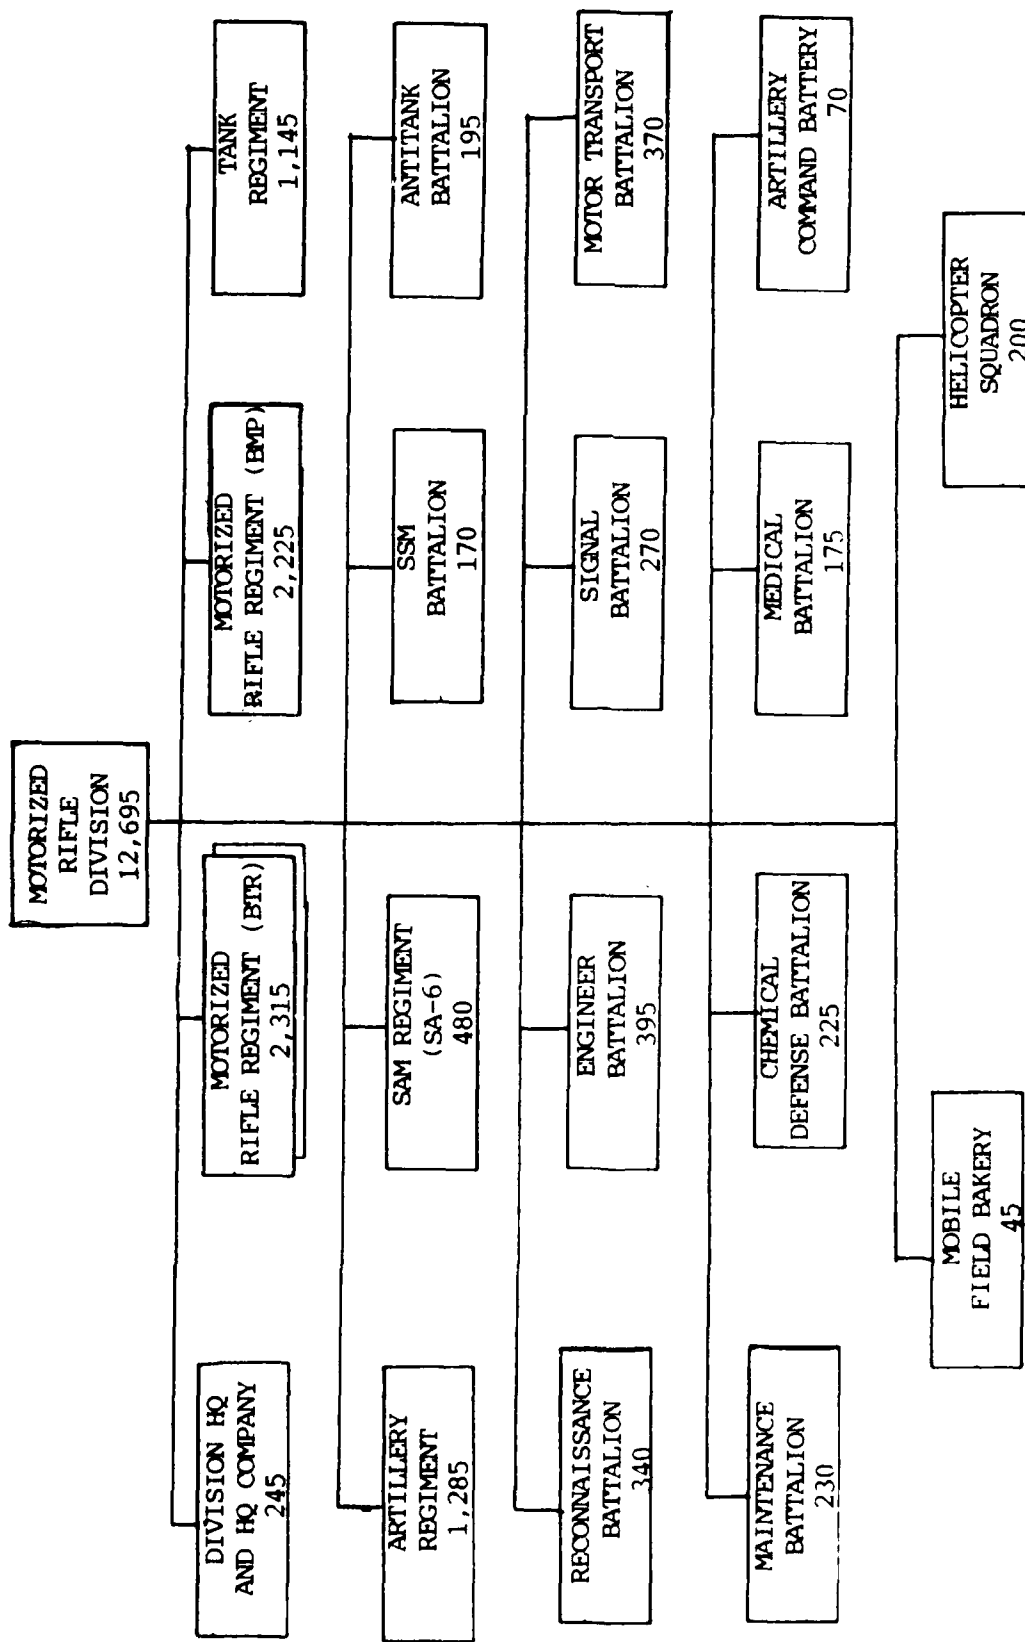 MOTORIZED
RIFLE
DIVISION
12,695
DIVISION HQ
AND HQ COMPANY
245
MOTORIZED
RIFLE REGIMENT (BTR)
2,315
MOTORIZED
RIFLE REGIMENT (BMP)
2,225
TANK
REGIMENT
1,145
ARTILLERY
REGIMENT
1,285
SAM REGIMENT
(SA-6)
480
SSM
BATTALION
170
ANTITANK
BATTALION
195
RECONNAISSANCE
BATTALION
340
ENGINEER
BATTALION
395
SIGNAL
BATTALION
270
MOTOR TRANSPORT
BATTALION
370
MAINTENANCE
BATTALION
230
CHEMICAL
DEFENSE BATTALION
225
MEDICAL
BATTALION
175
ARTILLERY
COMMAND BATTERY
70
MOBILE
FIELD BAKERY
45
HELICOPTER
SQUADRON
200